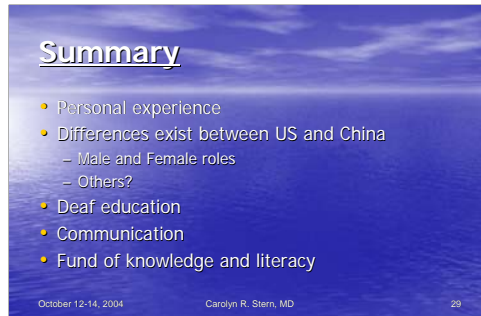 Summary
• Personal experience
• Differences exist between US and China
– Male and Female roles
– Others?
• Deaf education
• Communication
• Fund of knowledge and literacy
October 12-14, 2004 Carolyn R. Stern, MD 29